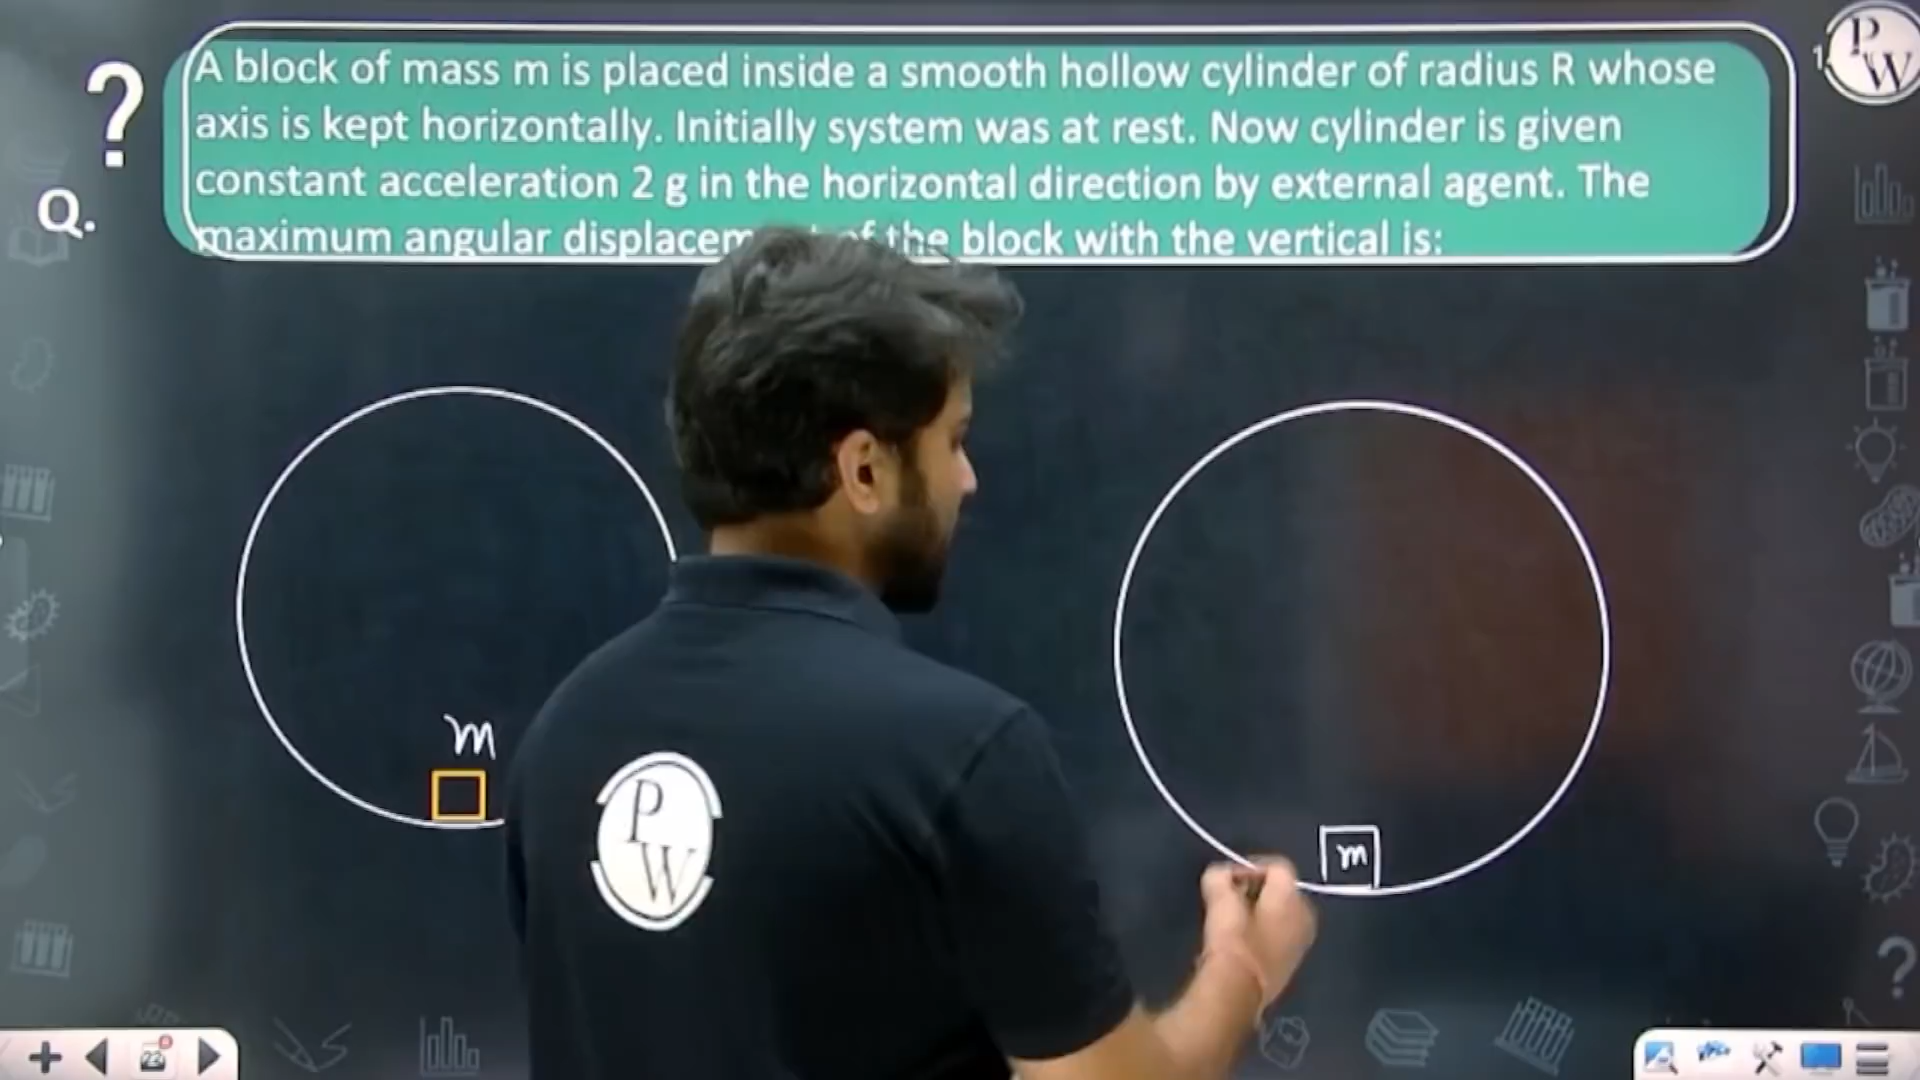 ?
Q.
A block of mass m is placed inside a smooth hollow cylinder of radius R whose
axis is kept horizontally. Initially system was at rest. Now cylinder is given
constant acceleration 2 g in the horizontal direction by external agent. The
maximum angular of the block with the vertical is:
P
W
m
m
P
W
?